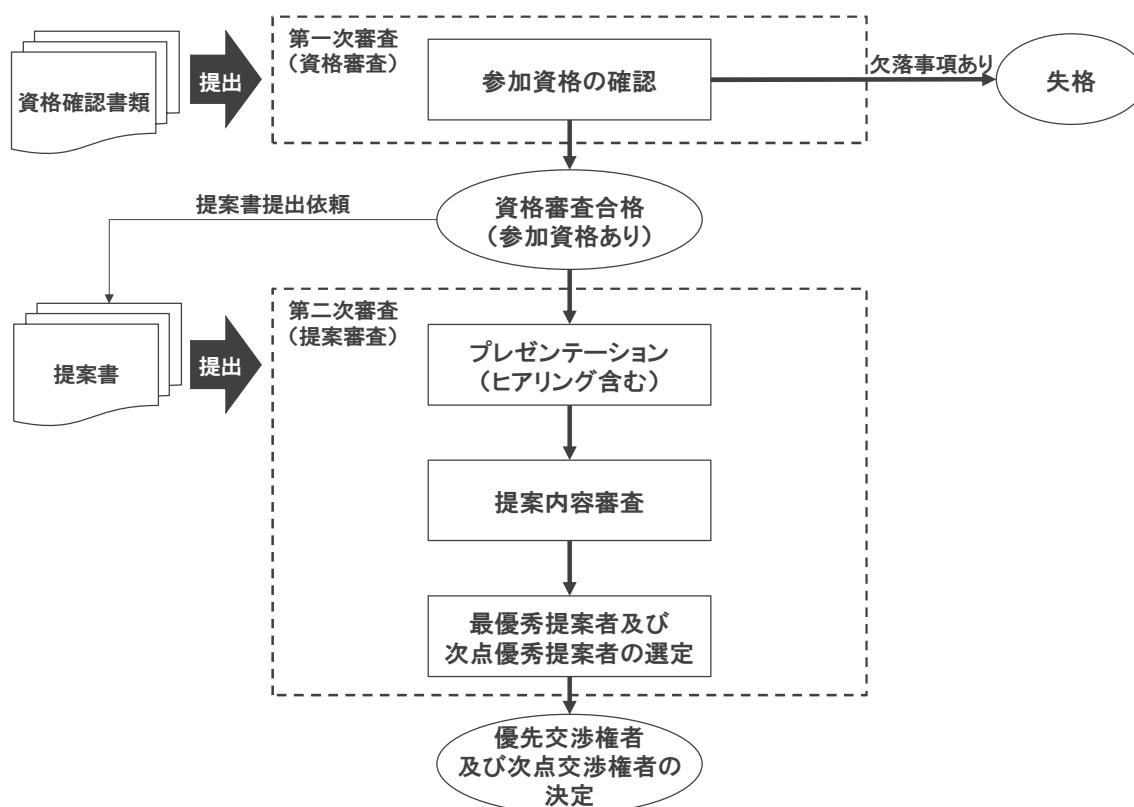 第一次審査
（資格審査）
資格確認書類
提出
参加資格の確認
欠落事項あり
失格
提案書提出依頼
資格審査合格
（参加資格あり）
第二次審査
（提案審査）
提案書
提出
プレゼンテーション
（ヒアリング含む）
提案内容審査
最優秀提案者及び
次点優秀提案者の選定
優先交渉権者
及び次点交渉権者の
決定